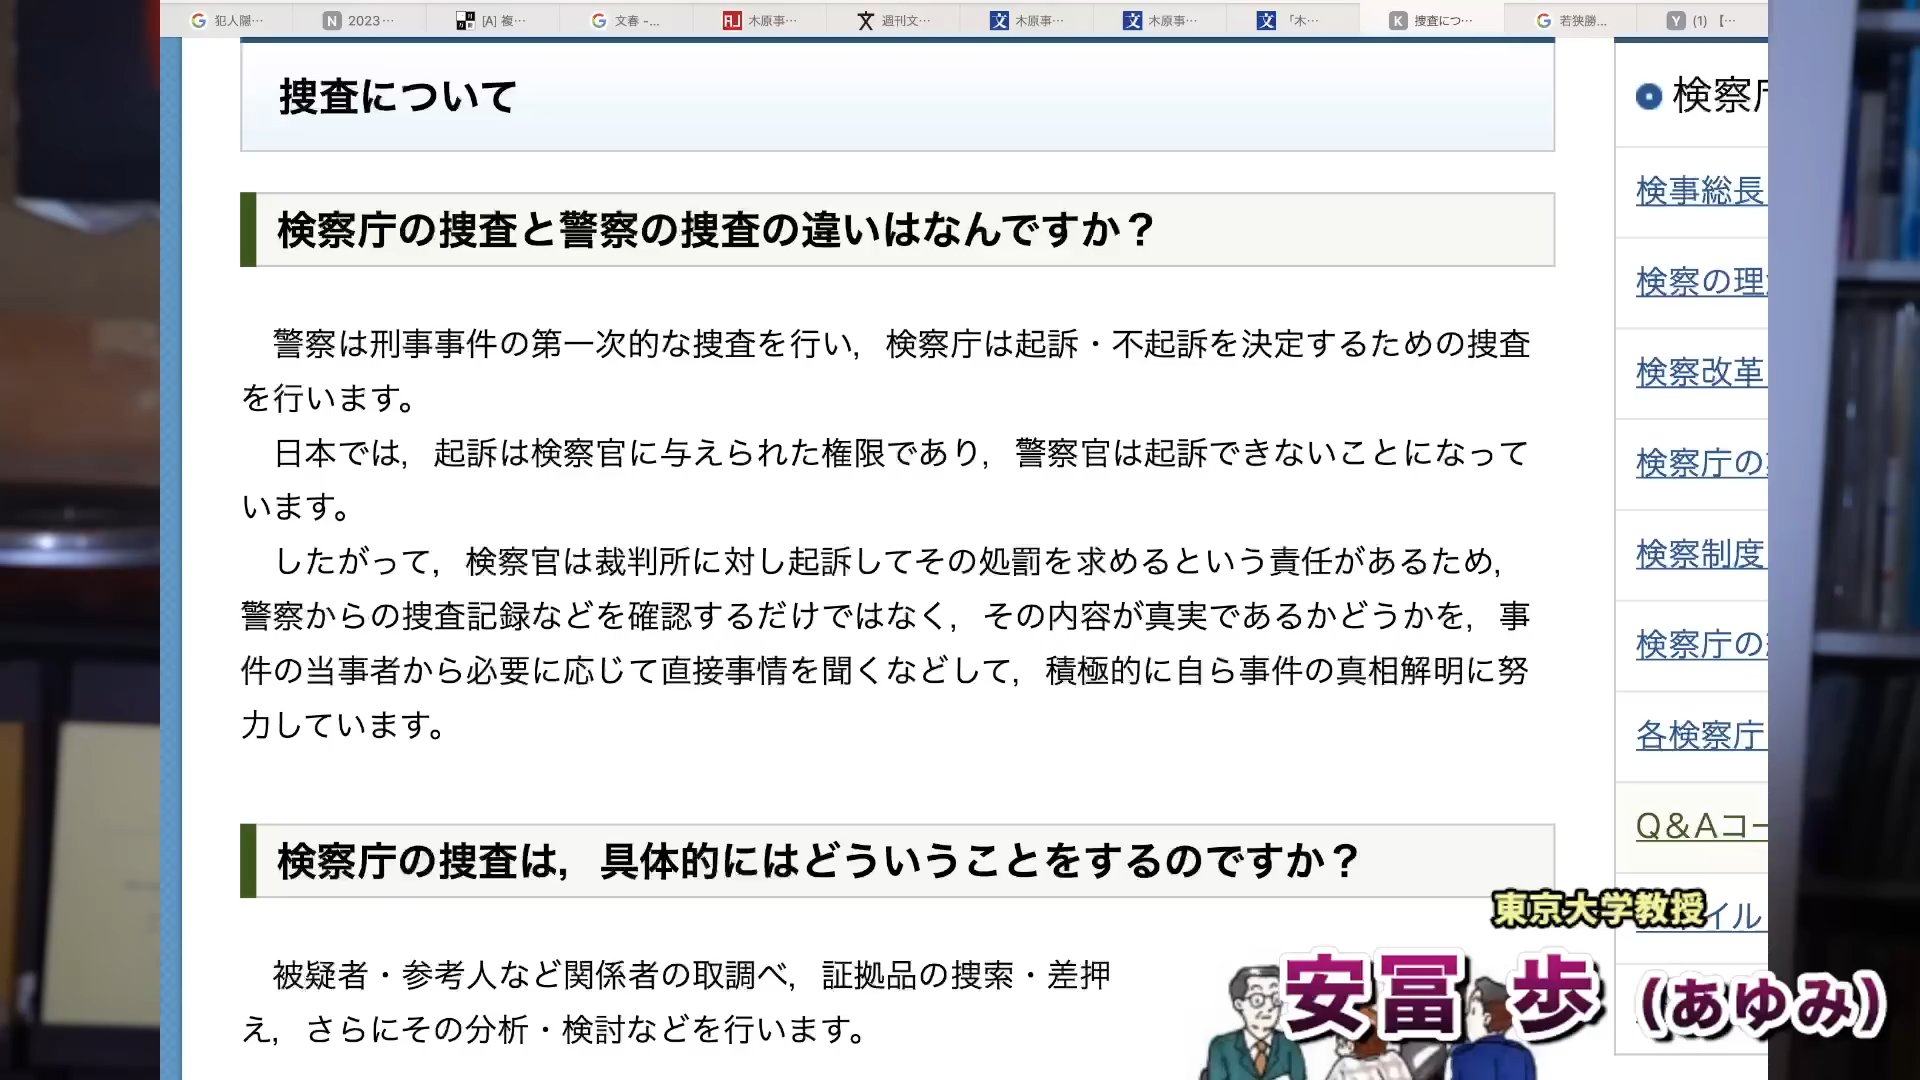 犯人隠…
2023…
[A] 複…
文春 -...
木原事…
週刊文…
木原事…
木原事…
「木…
捜査につ…
若狭勝...
(1) 【…
捜査について
検察庁の捜査と警察の捜査の違いはなんですか？
警察は刑事事件の第一次的な捜査を行い，検察庁は起訴・不起訴を決定するための捜査
を行います。
日本では，起訴は検察官に与えられた権限であり，警察官は起訴できないことになって
います。
したがって，検察官は裁判所に対し起訴してその処罰を求めるという責任があるため，
警察からの捜査記録などを確認するだけではなく，その内容が真実であるかどうかを，事
件の当事者から必要に応じて直接事情を聞くなどして，積極的に自ら事件の真相解明に努
力しています。
検察庁の捜査は，具体的にはどういうことをするのですか？
被疑者・参考人など関係者の取調べ，証拠品の捜索・差押
え，さらにその分析・検討などを行います。
検察庁
検事総長
検察の理
検察改革
検察庁の
検察制度
検察庁の
各検察庁
Q＆Aコー
イル
東京大学教授
安冨 歩（あゆみ）